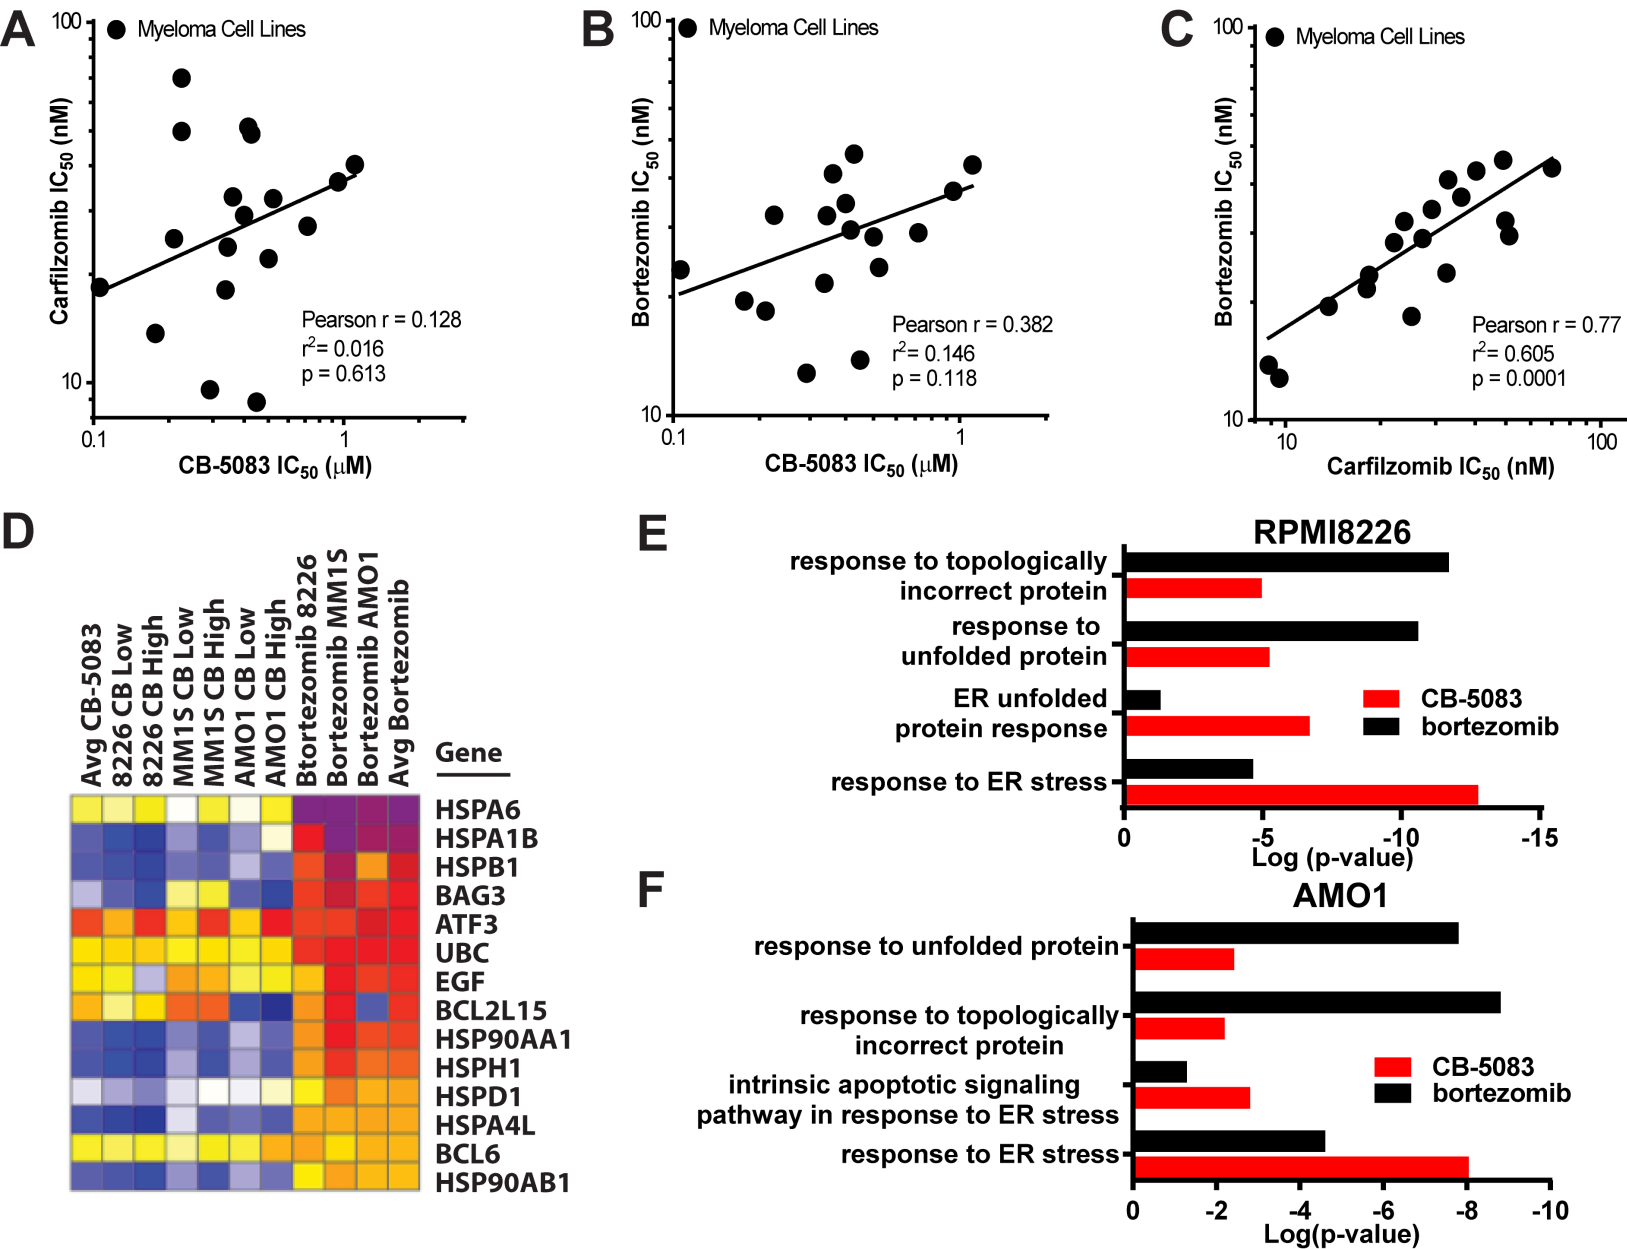 A
100
Myeloma Cell Lines
Carfilzomib IC50 (nM)
10
Pearson r = 0.128
r2= 0.016
p = 0.613
0.1
1
CB-5083 IC50 (μM)
B
100
Myeloma Cell Lines
Bortezomib IC50 (nM)
Pearson r = 0.382
r2= 0.146
p = 0.118
10
0.1
1
CB-5083 IC50 (μM)
C
100
Myeloma Cell Lines
Bortezomib IC50 (nM)
Pearson r = 0.77
r2= 0.605
p = 0.0001
10
10
100
Carfilzomib IC50 (nM)
D
Avg CB-5083
8226 CB Low
8226 CB High
MM1S CB Low
MM1S CB High
AMO1 CB Low
AMO1 CB High
Btortezomib 8226
Bortezomib MM1S
Bortezomib AMO1
Avg Bortezomib
Gene
HSPA6
HSPA1B
HSPB1
BAG3
ATF3
UBC
EGF
BCL2L15
HSP90AA1
HSPH1
HSPD1
HSPA4L
BCL6
HSP90AB1
E
RPMI8226
response to topologically
incorrect protein
response to
unfolded protein
ER unfolded
protein response
response to ER stress
CB-5083
bortezomib
0
-5
-10
-15
Log (p-value)
F
AMO1
response to unfolded protein
response to topologically
incorrect protein
intrinsic apoptotic signaling
pathway in response to ER stress
response to ER stress
CB-5083
bortezomib
0
-2
-4
-6
-8
-10
Log(p-value)